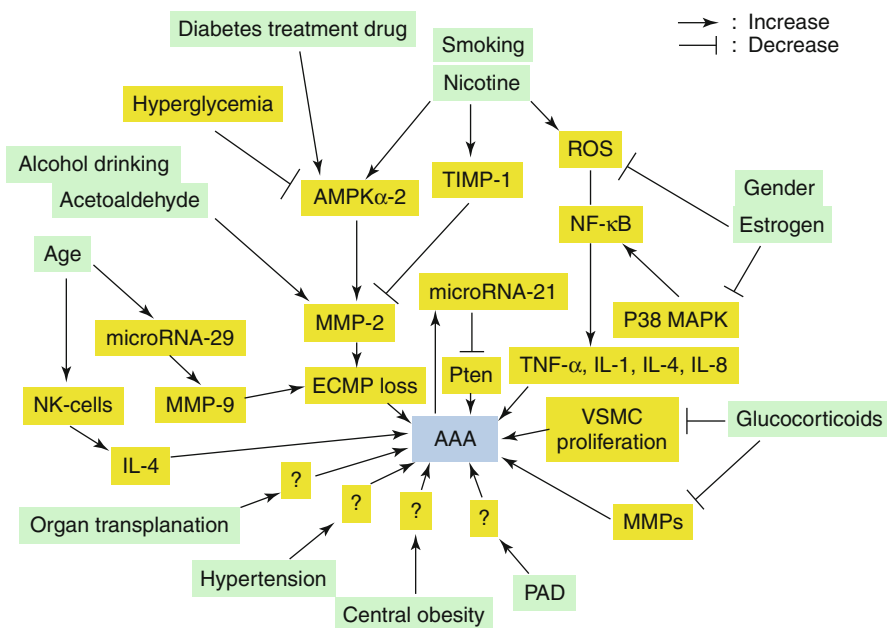 Diabetes treatment drug
Smoking
Nicotine
: Increase
: Decrease
Hyperglycemia
ROS
Alcohol drinking
Acetoaldehyde
AMPKα-2
TIMP-1
Gender
Estrogen
NF-κB
Age
microRNA-21
P38 MAPK
microRNA-29
MMP-2
TNF-α, IL-1, IL-4, IL-8
NK-cells
MMP-9
ECMP loss
Pten
VSMC
proliferation
Glucocorticoids
AAA
IL-4
?
?
?
?
MMPs
Organ transplanation
Hypertension
Central obesity
PAD